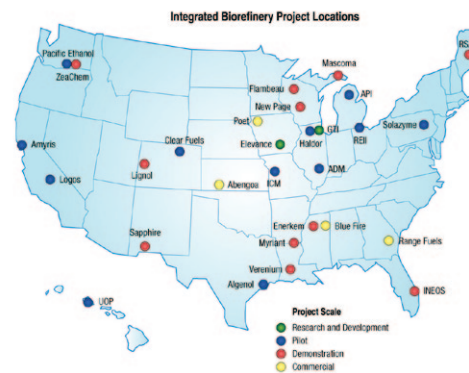 Integrated Biorefinery Project Locations
Pacific Ethanol
ZeaChem
Mascoma
RSA
Flambeau
API
New Page
Poet
Solazyme
GTI
Haldor
REII
Amyris
Clear Fuels
Elevance
Lignol
ICM
ADM
Logos
Abengoa
Enerkem
Blue Fire
Sapphire
Myriant
Range Fuels
Verenium
Algenol
INEOS
UOP
Project Scale
Research and Development
Pilot
Demonstration
Commercial